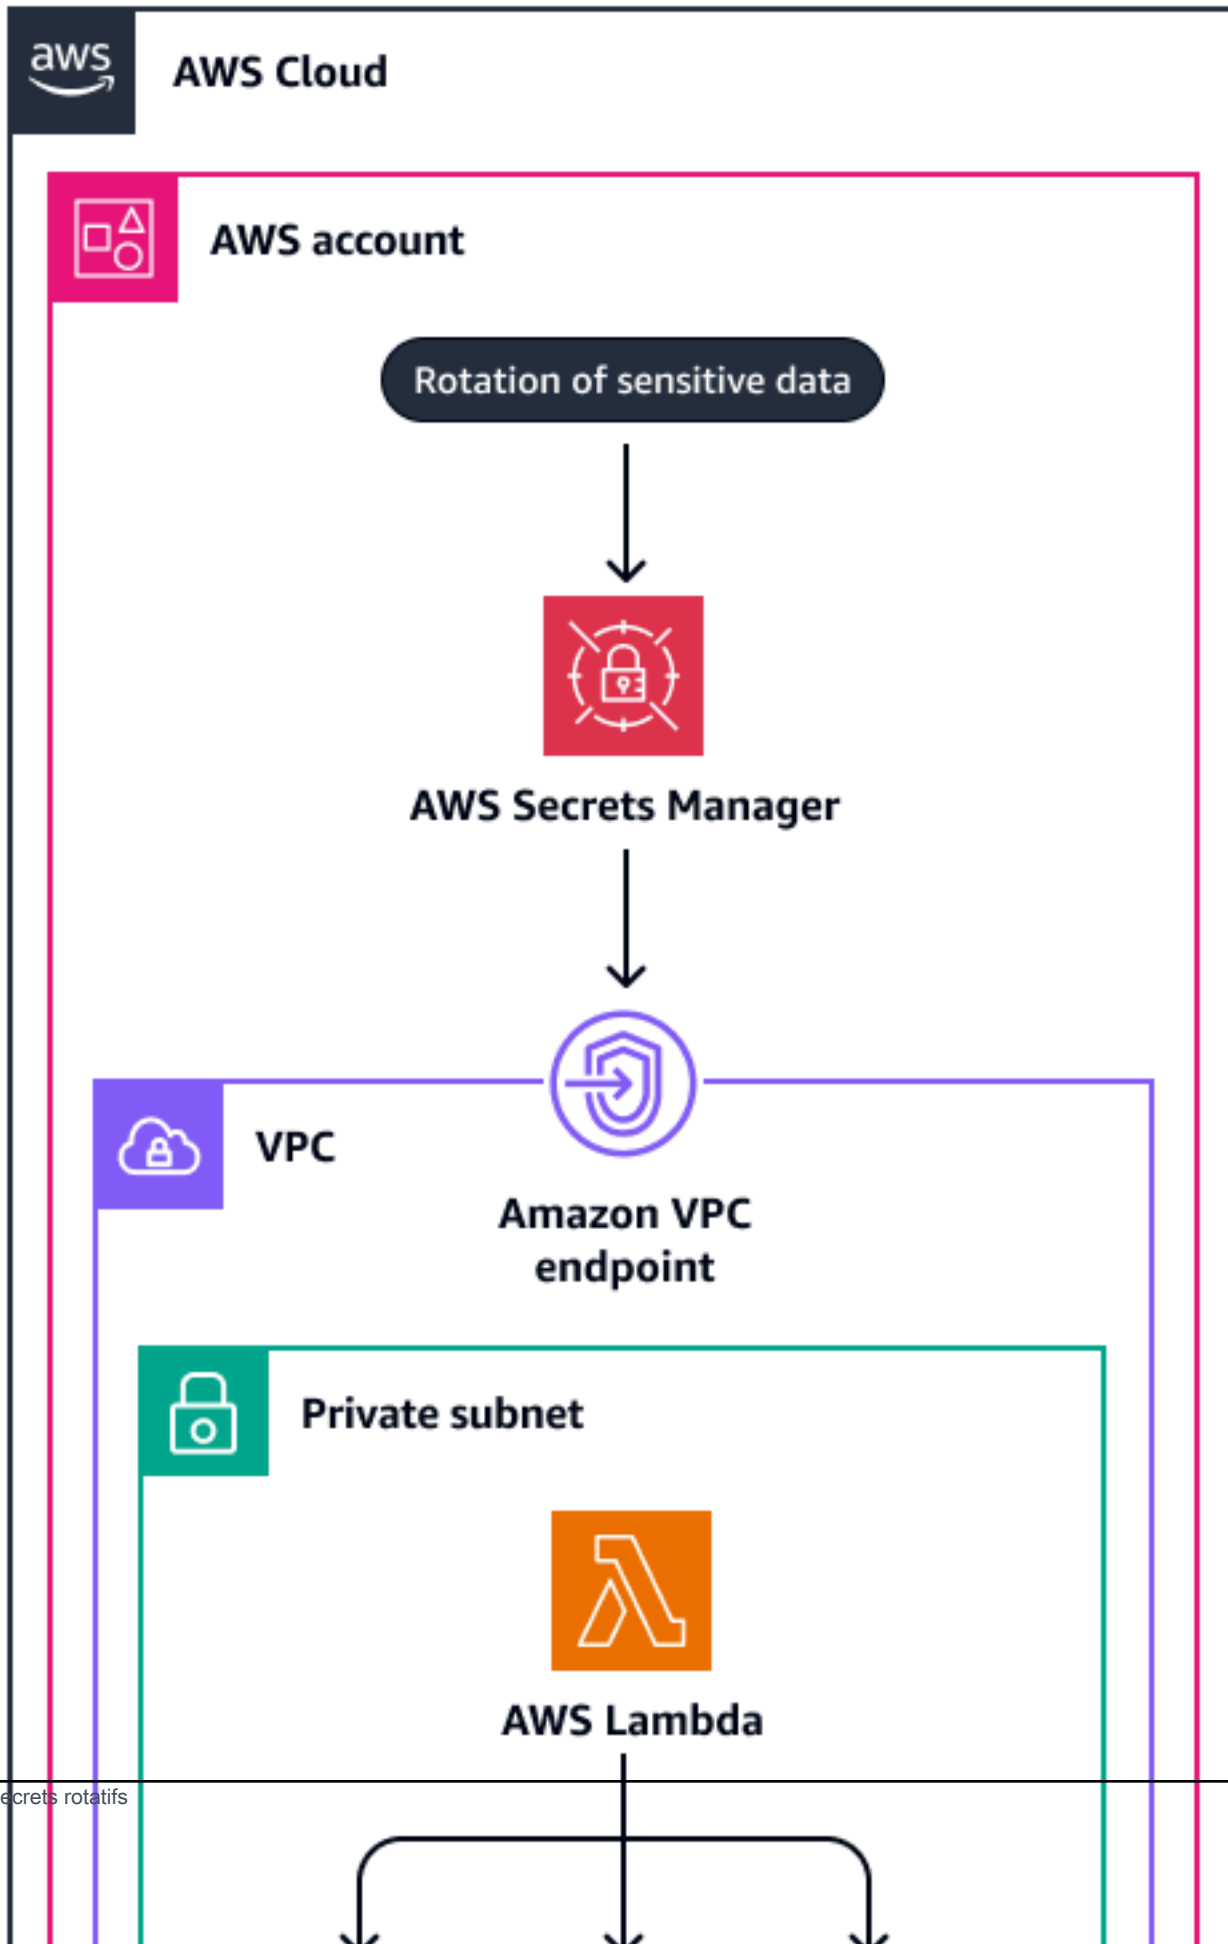 aws
AWS Cloud
AWS account
Rotation of sensitive data
AWS Secrets Manager
VPC
Amazon VPC
endpoint
Private subnet
AWS Lambda
ecrets rotatifs